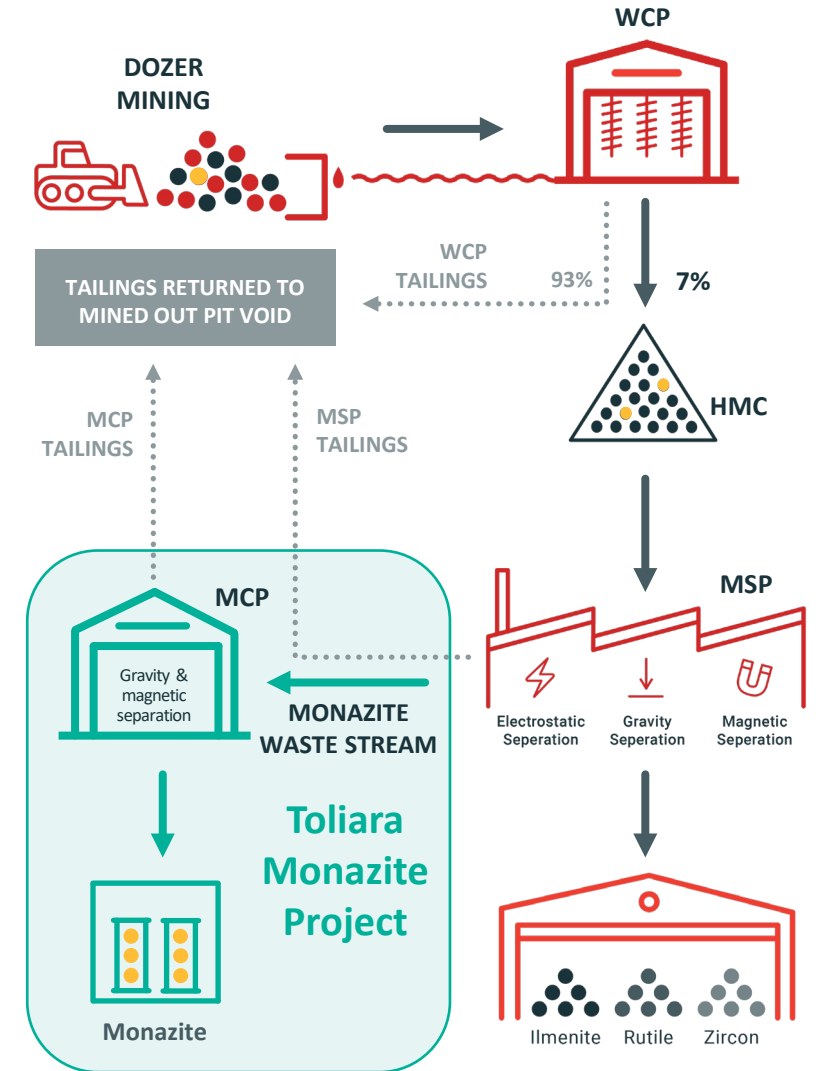 WCP
DOZER
MINING
WCP
TAILINGS
93%
7%
TAILINGS RETURNED TO
MINED OUT PIT VOID
HMC
MCP
TAILINGS
MSP
TAILINGS
MCP
MSP
Gravity &
magnetic
separation
MONAZITE
WASTE STREAM
Electrostatic
Seperation
Gravity
Seperation
Magnetic
Seperation
Toliara
Monazite
Project
Monazite
Ilmenite
Rutile
Zircon